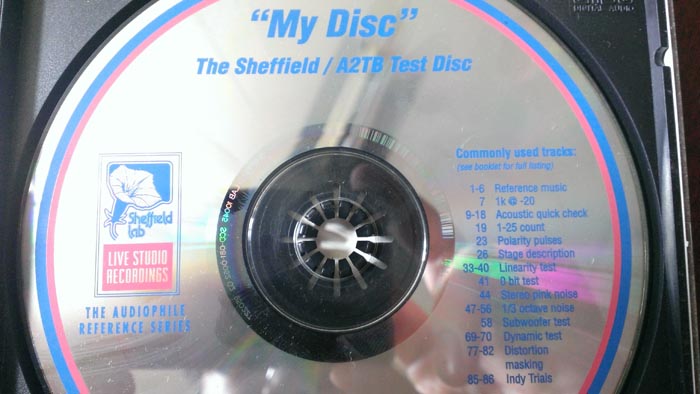 DIGITAL AUDIO
"My Disc"
The Sheffield / A2TB Test Disc
Sheffield
lab
LIVE STUDIO
RECORDINGS
THE AUDIOPHILE
REFERENCE SERIES
Commonly used tracks:
(see booklet for full listing)
1-6 Reference music
7 1k @ -20
9-18 Acoustic quick check
19 1-25 count
23 Polarity pulses
26 Stage description
33-40 Linearity test
41 0 bit test
44 Stereo pink noise
47-56 1/3 octave noise
58 Subwoofer test
69-70 Dynamic test
77-82 Distortion
masking
85-86 Indy Trials